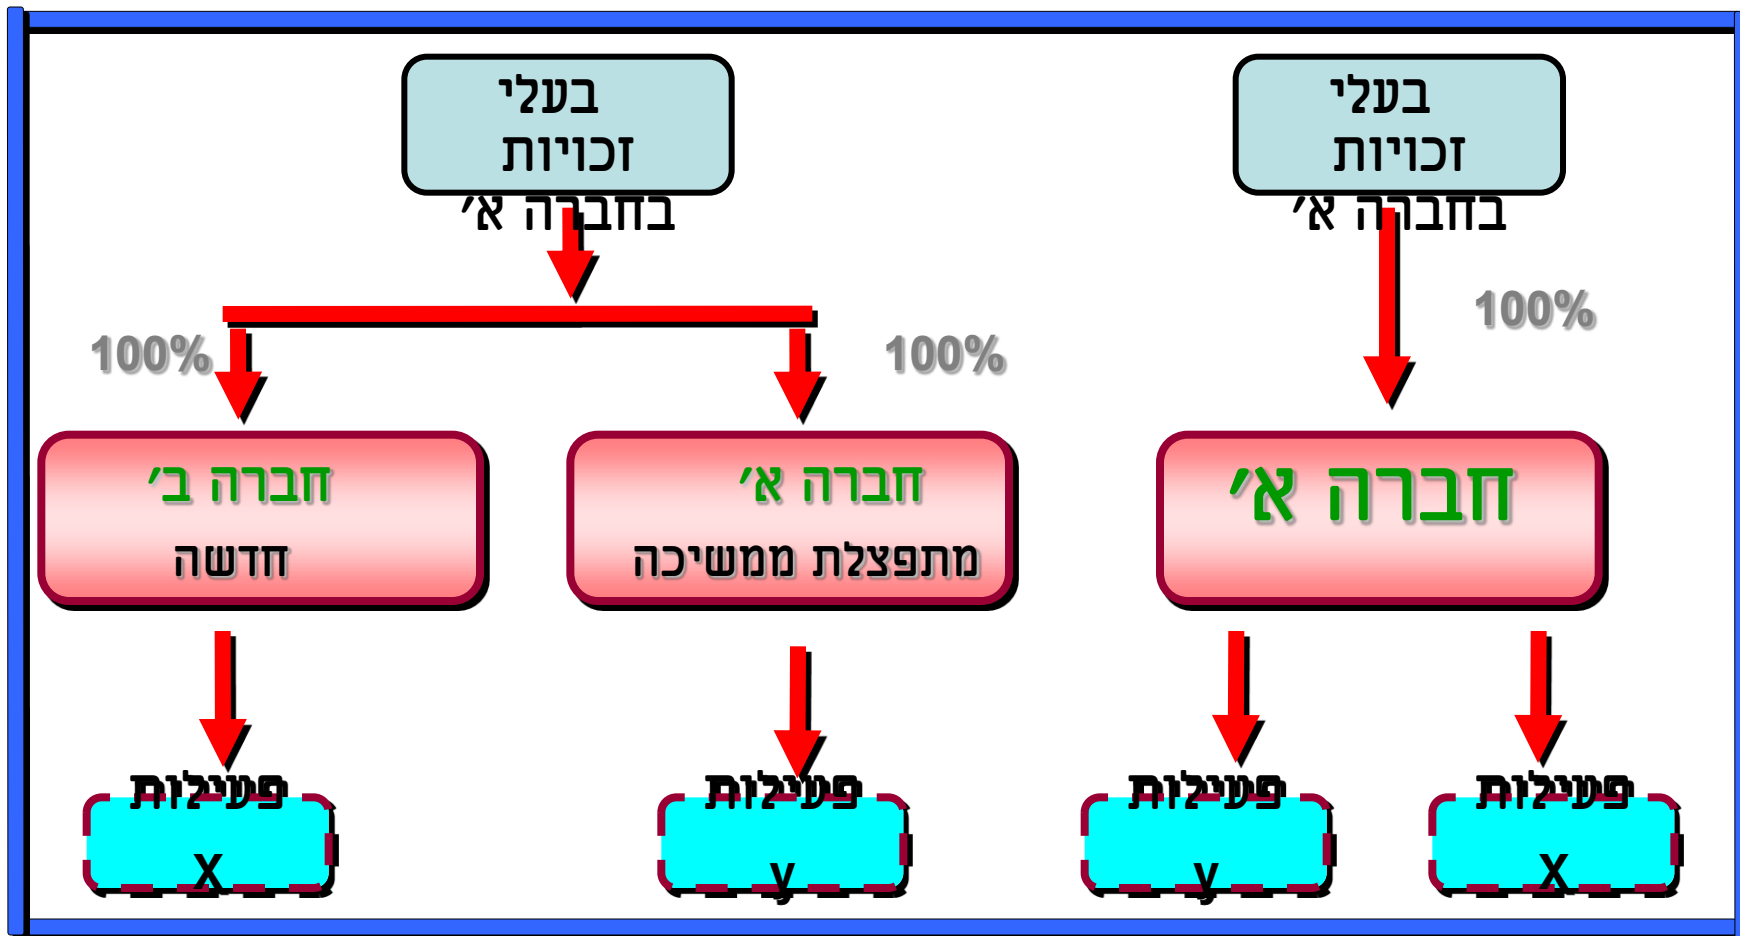 בעלי
זכויות
בחברה א׳
100%
חברה א׳
פעילות
X
פעילות
y
בעלי
זכויות
בחברה א׳
100%
100%
חברה א׳
מתפצלת ממשיכה
חברה ב׳
חדשה
פעילות
y
פעילות
X